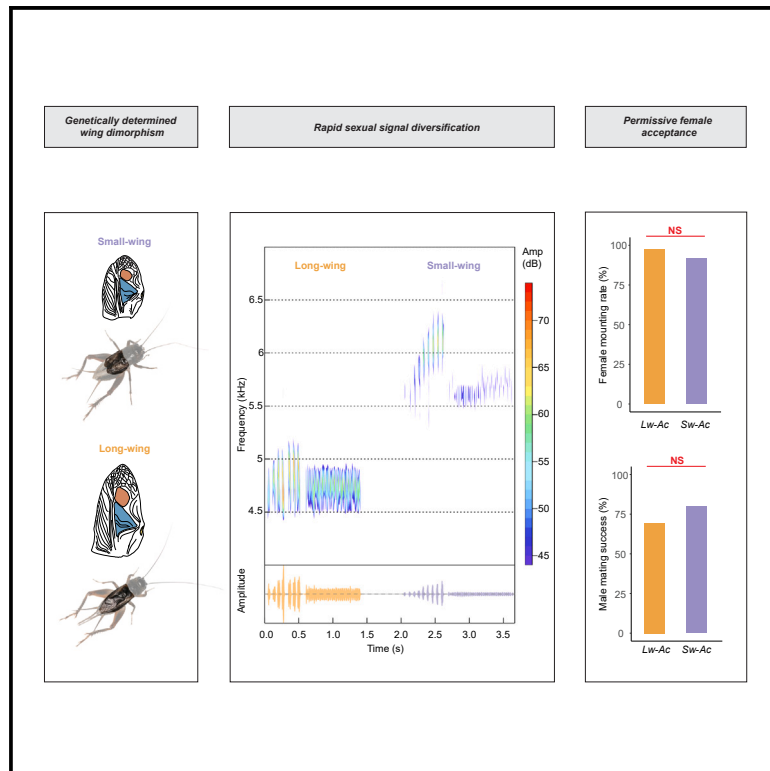 Genetically determined
wing dimorphism
Rapid sexual signal diversification
Permissive female
acceptance
Small-wing
Long-wing
Long-wing
Small-wing
Amp
(dB)
6.5
6
5.5
5
4.5
Frequency (kHz)
70
65
60
55
50
45
Amplitude
0.0 0.5 1.0 1.5 2.0 2.5 3.0 3.5
Time (s)
NS
100
75
50
25
0
Female mounting rate (%)
Lw-Ac Sw-Ac
NS
100
75
50
25
0
Male mating success (%)
Lw-Ac Sw-Ac